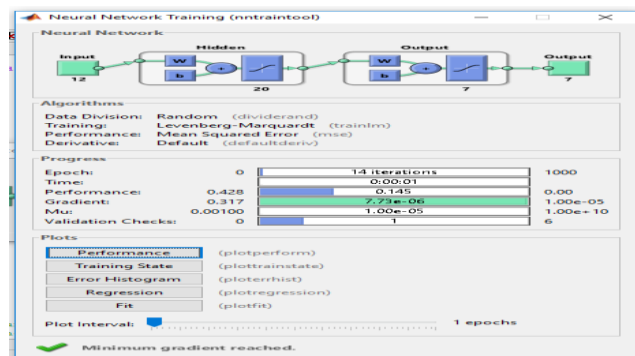 Neural Network Training (nntraintool)
Neural Network
Hidden Output
Input W W Output
b b
12 20 7 7
Algorithms
Data Division: Random (dividerand)
Training: Levenberg-Marquardt (trainlm)
Performance: Mean Squared Error (mse)
Derivative: Default (defaultderiv)
Progress
Epoch: 0 14 iterations 1000
Time: 0:00:01
Performance: 0.428 0.145 0.00
Gradient: 0.317 7.73e-06 1.00e-05
Mu: 0.00100 1.00e-05 1.00e+10
Validation Checks: 0 1 6
Plots
Performance (plotperform)
Training State (plottrainstate)
Error Histogram (ploterrhist)
Regression (plotregression)
Fit (plotfit)
Plot Interval: 1 epochs
Minimum gradient reached.